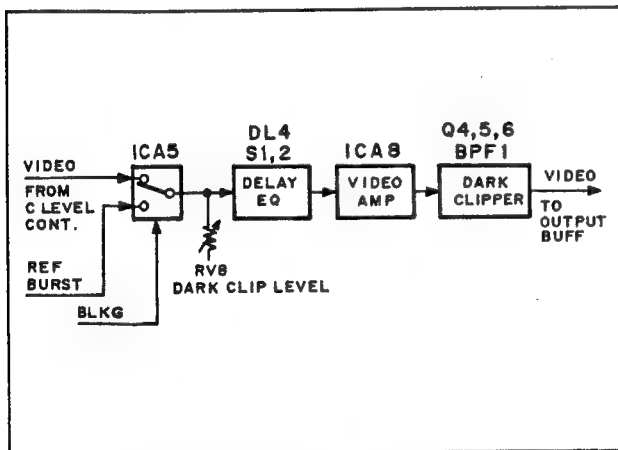 ICA5
VIDEO
FROM
C LEVEL
CONT.
REF
BURST
BLKG
RV8
DARK CLIP LEVEL
DL4
S1,2
DELAY
EQ
ICA8
VIDEO
AMP
Q4,5,6
BPF1
DARK
CLIPPER
VIDEO
TO
OUTPUT
BUFF